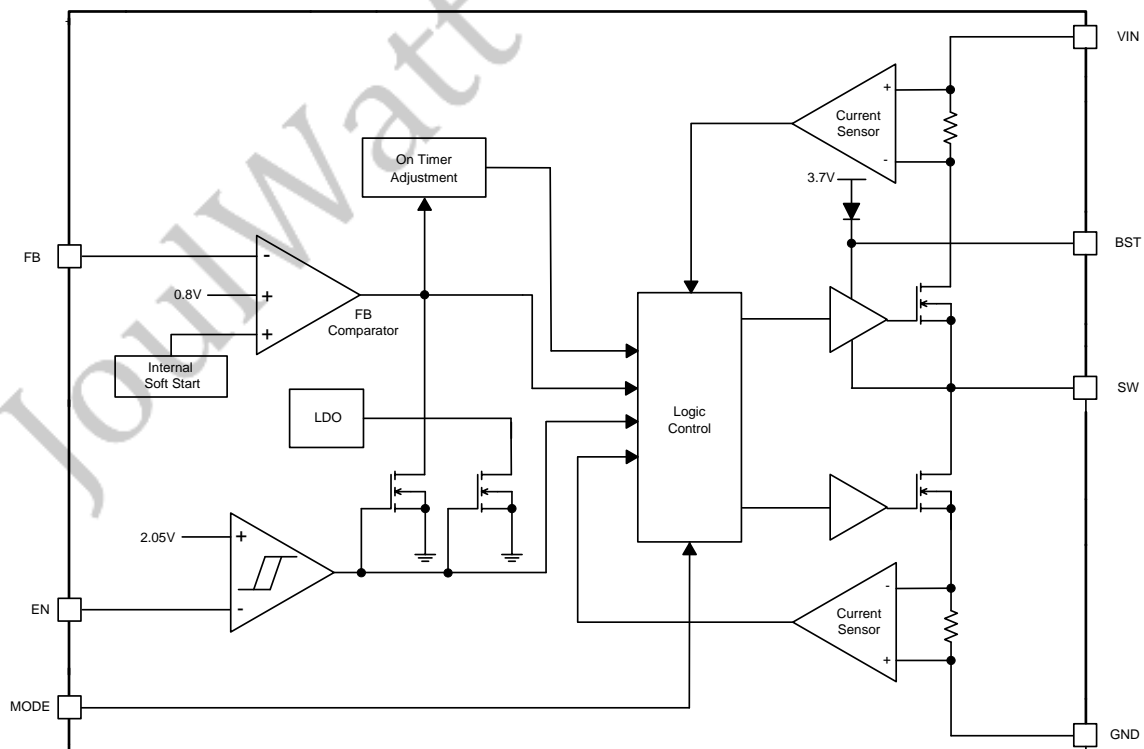 VIN
+
Current
Sensor
-
On Timer
Adjustment
3.7V
FB
-
BST
0.8V
+
FB
Comparator
+
Internal
Soft Start
SW
LDO
Logic
Control
2.05V
+
-
EN
-
Current
Sensor
+
MODE
GND
JoulWatt